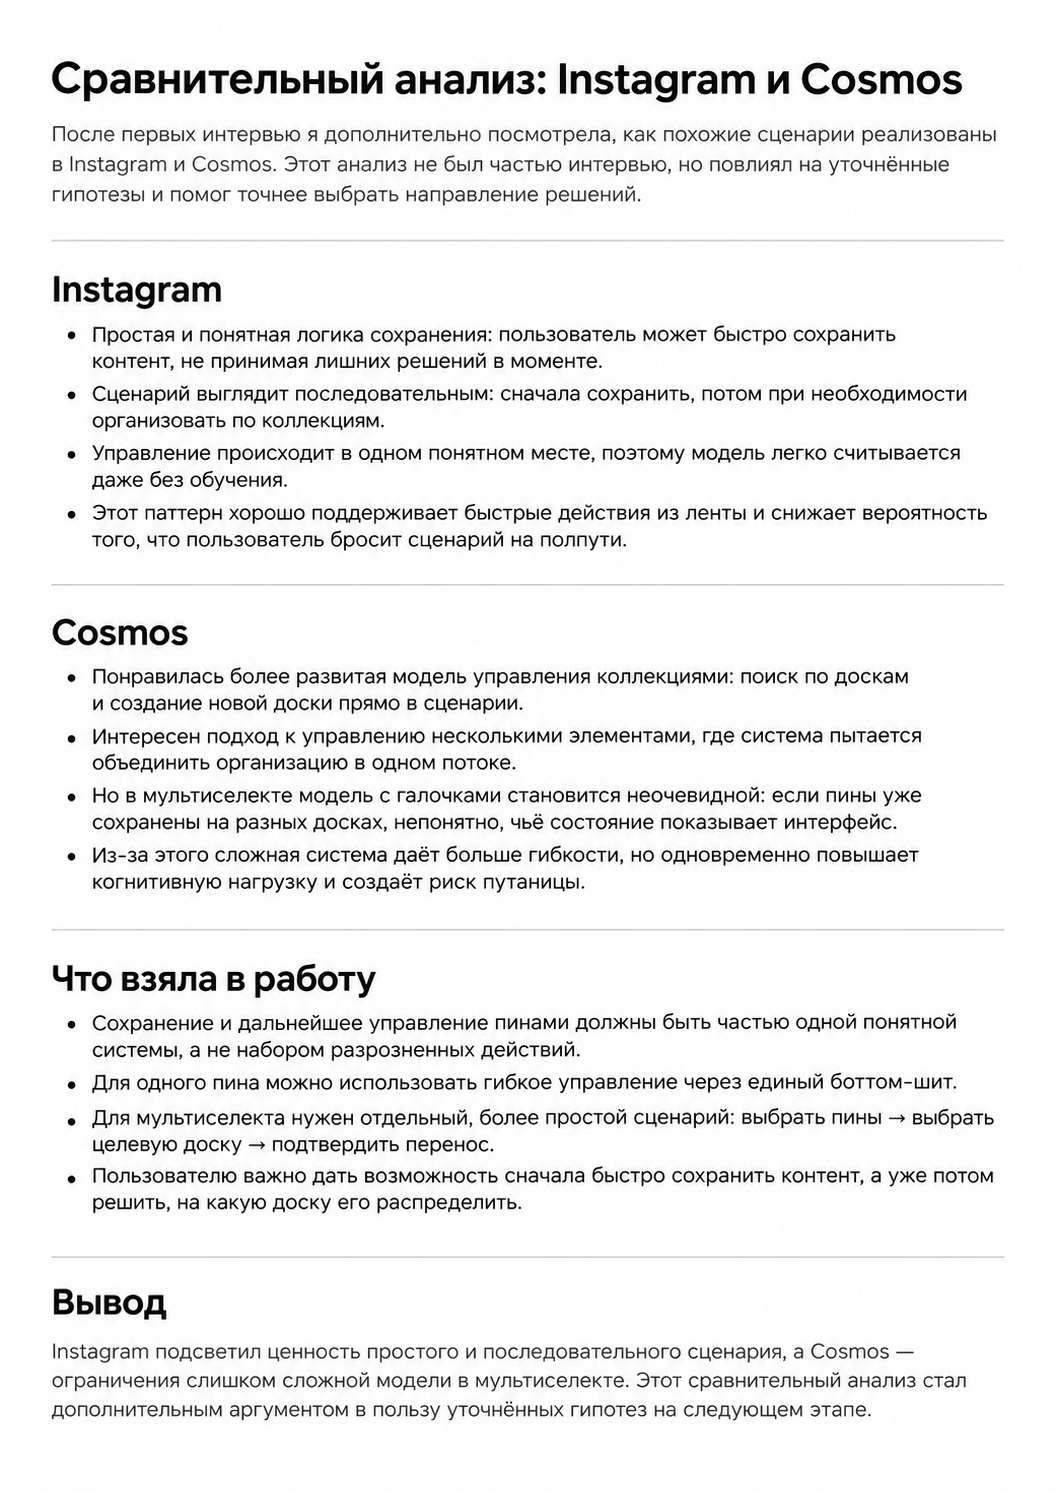 Сравнительный анализ: Instagram и Cosmos
После первых интервью я дополнительно посмотрела, как похожие сценарии реализованы
в Instagram и Cosmos. Этот анализ не был частью интервью, но повлиял на уточнённые
гипотезы и помог точнее выбрать направление решений.
Instagram
• Простая и понятная логика сохранения: пользователь может быстро сохранить
контент, не принимая лишних решений в моменте.
• Сценарий выглядит последовательным: сначала сохранить, потом при необходимости
организовать по коллекциям.
• Управление происходит в одном понятном месте, поэтому модель легко считывается
даже без обучения.
• Этот паттерн хорошо поддерживает быстрые действия из ленты и снижает вероятность
того, что пользователь бросит сценарий на полпути.
Cosmos
• Понравилась более развитая модель управления коллекциями: поиск по доскам
и создание новой доски прямо в сценарии.
• Интересен подход к управлению несколькими элементами, где система пытается
объединить организацию в одном потоке.
• Но в мультиселекте модель с галочками становится неочевидной: если пины уже
сохранены на разных досках, непонятно, чьё состояние показывает интерфейс.
• Из-за этого сложная система даёт больше гибкости, но одновременно повышает
когнитивную нагрузку и создаёт риск путаницы.
Что взяла в работу
• Сохранение и дальнейшее управление пинами должны быть частью одной понятной
системы, а не набором разрозненных действий.
• Для одного пина можно использовать гибкое управление через единый боттом-шит.
• Для мультиселекта нужен отдельный, более простой сценарий: выбрать пины → выбрать
целевую доску → подтвердить перенос.
• Пользователю важно дать возможность сначала быстро сохранить контент, а уже потом
решить, на какую доску его распределить.
Вывод
Instagram подсветил ценность простого и последовательного сценария, а Cosmos —
ограничения слишком сложной модели в мультиселекте. Этот сравнительный анализ стал
дополнительным аргументом в пользу уточнённых гипотез на следующем этапе.